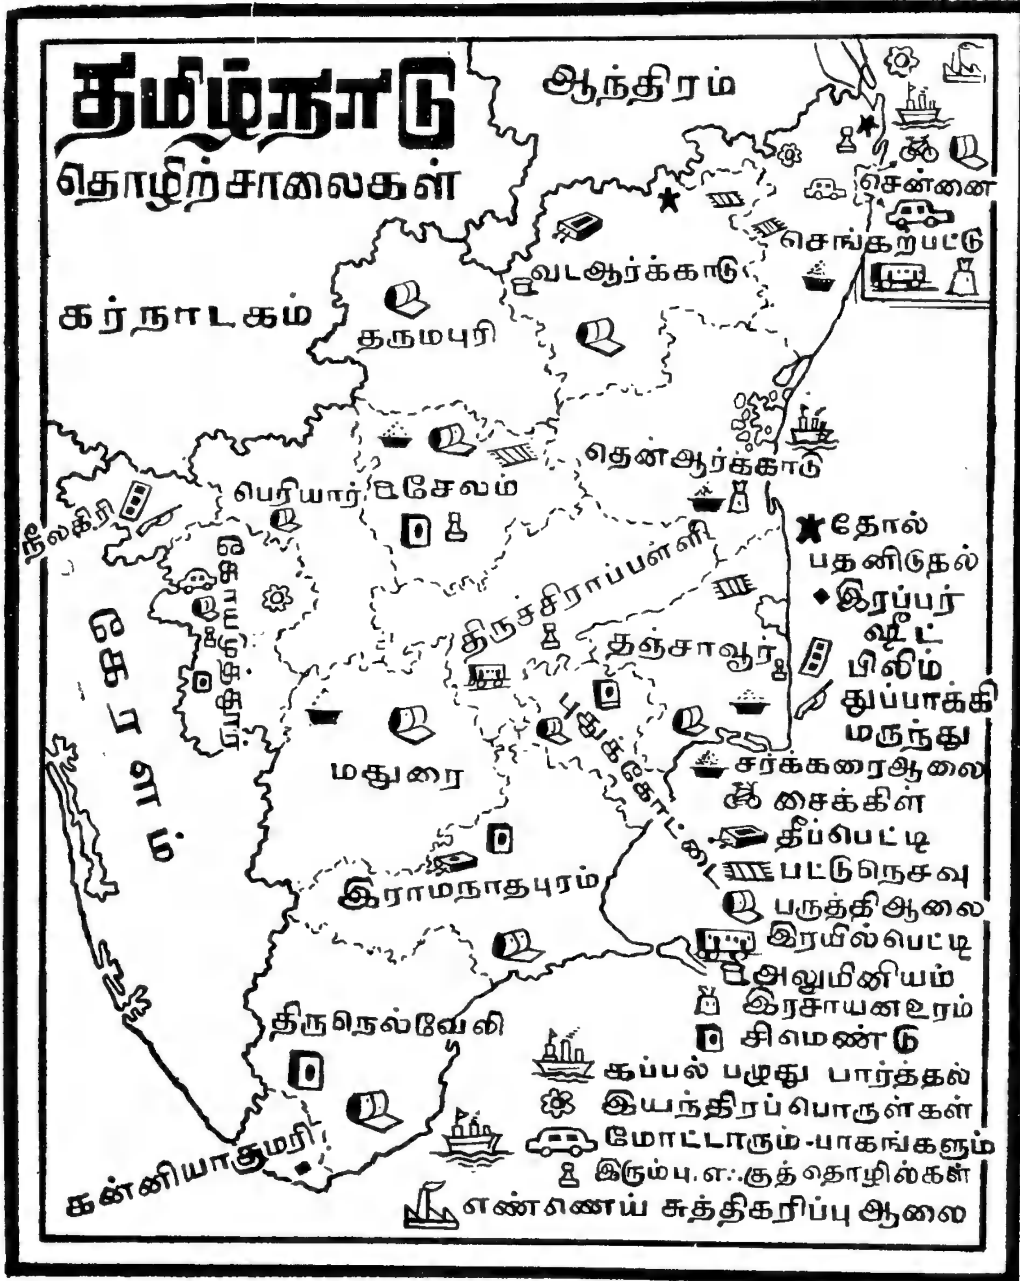 தமிழ்நாடு
தொழிற்சாலைகள்
ஆந்திரம்
சென்னை
செங்கற்பட்டு
வடஆர்க்காடு
கர்நாடகம்
தருமபுரி
தென்ஆர்க்காடு
பெரியார்
சேலம்
நீலகிரி
கோயமுத்தூர்
திருச்சிராப்பள்ளி
தஞ்சாவூர்
புதுக்கோட்டை
கேரளம்
மதுரை
இராமநாதபுரம்
திருநெல்வேலி
கன்னியாகுமரி
தோல்
பதனிடுதல்
இரப்பர்
ஷீட்
பிலிம்
துப்பாக்கி
மருந்து
சர்க்கரைஆலை
சைக்கிள்
தீப்பெட்டி
பட்டுநெசவு
பருத்திஆலை
இரயில்பெட்டி
அலுமினியம்
இரசாயனஉரம்
சிமெண்டு
கப்பல் பழுது பார்த்தல்
இயந்திரப்பொருள்கள்
மோட்டாரும்-பாகங்களும்
இரும்பு.எஃகுத் தொழில்கள்
எண்ணெய் சுத்திகரிப்பு ஆலை